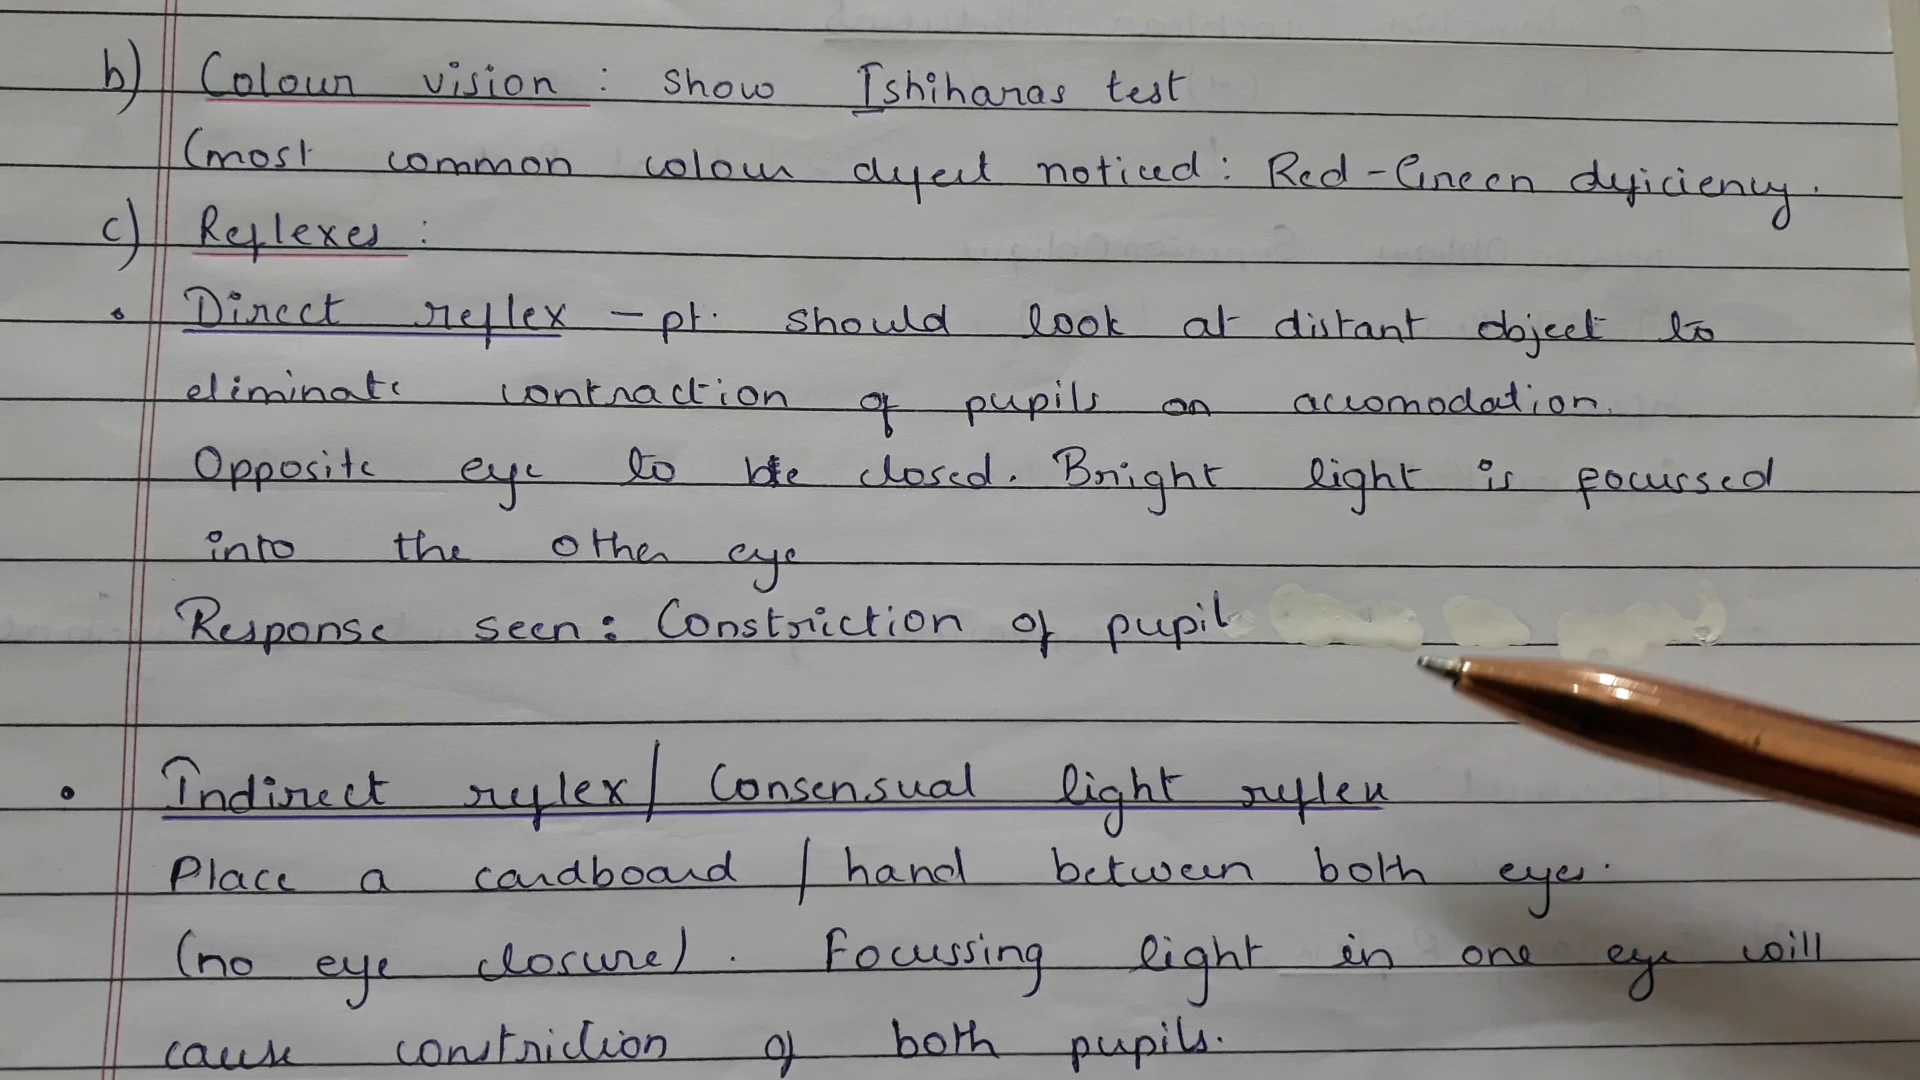 b) Colour vision : Show Ishiharas test
(most common colour defect noticed : Red-Green deficiency.
c) Reflexes :
• Direct reflex – pt. should look at distant object to
eliminate contraction of pupils on accomodation.
Opposite eye to be closed. Bright light is focussed
into the other eye
Response seen : Constriction of pupil
• Indirect reflex / Consensual light reflex
Place a cardboard / hand between both eyes.
(no eye closure). Focussing light in one eye will
cause constriction of both pupils.